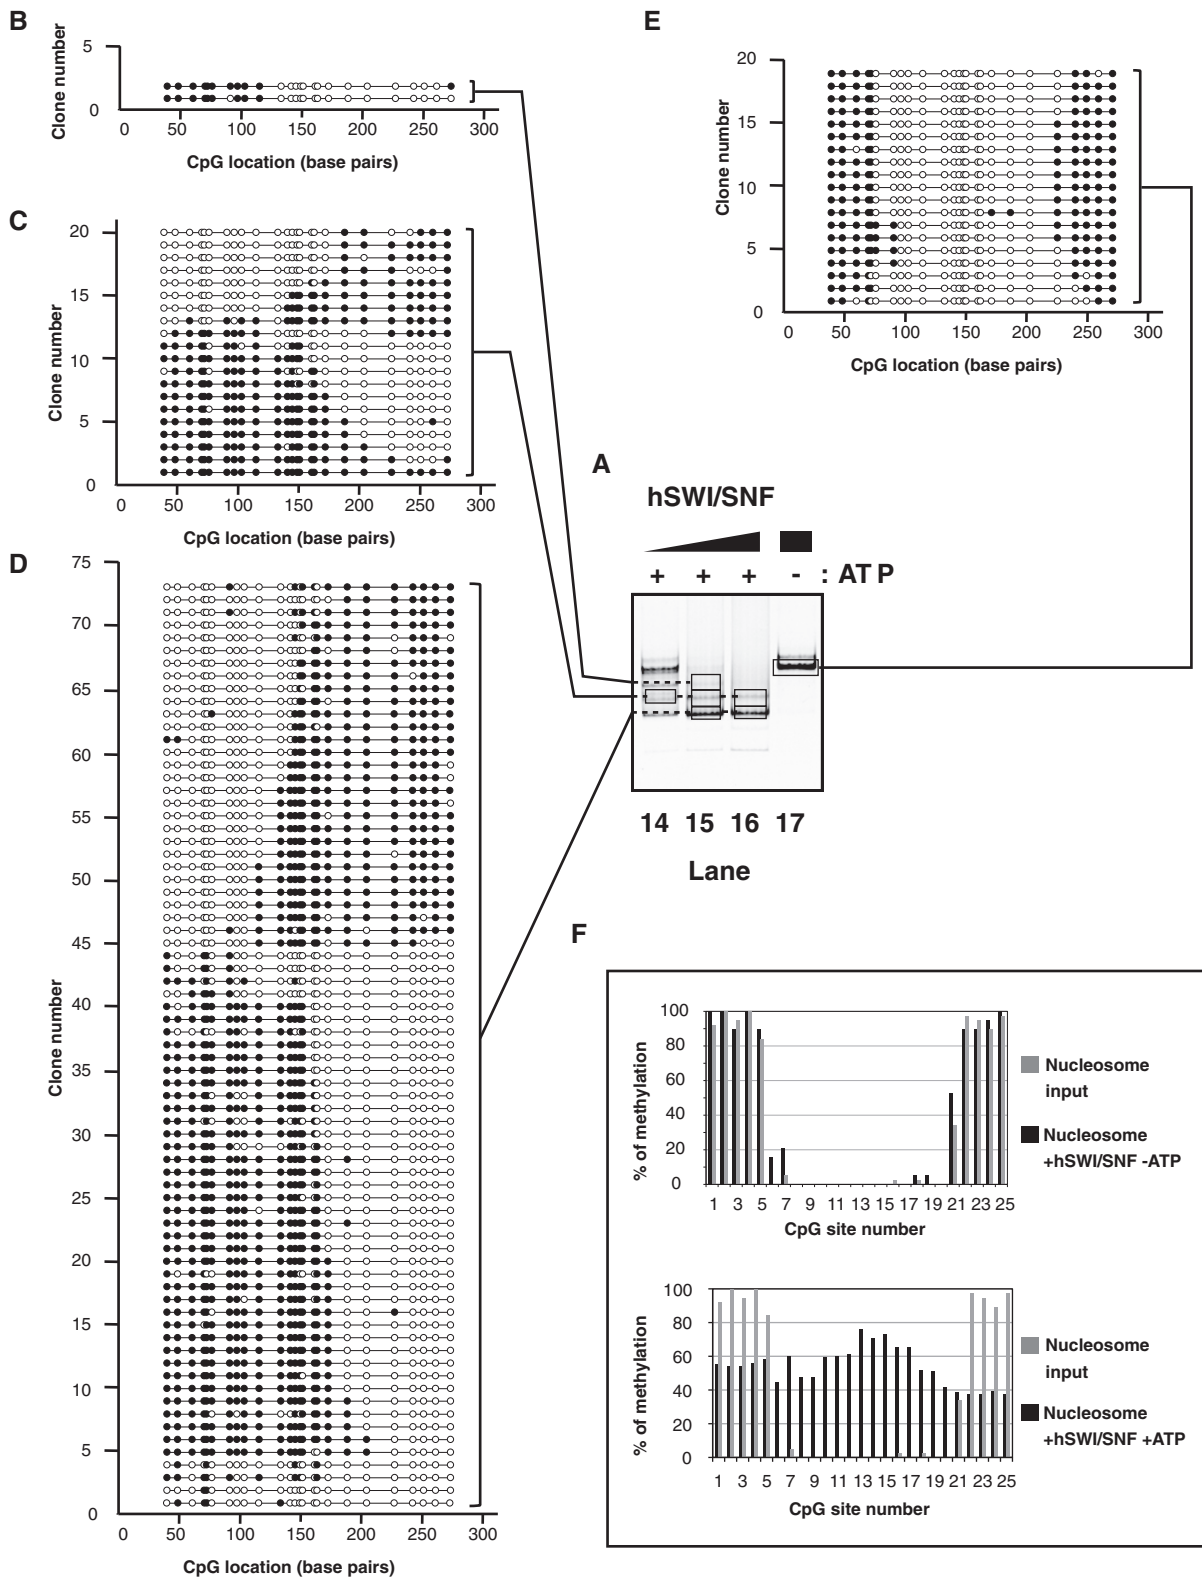 B
Clone number
5
0
0 50 100 150 200 250 300
CpG location (base pairs)
C
Clone number
20
15
10
5
0
0 50 100 150 200 250 300
CpG location (base pairs)
D
Clone number
75
70
65
60
55
50
45
40
35
30
25
20
15
10
5
0
0 50 100 150 200 250 300
CpG location (base pairs)
E
Clone number
20
15
10
5
0
0 50 100 150 200 250 300
CpG location (base pairs)
A
hSWI/SNF
+ + + - : ATP
14 15 16 17
Lane
F
% of methylation
100
80
60
40
20
0
1 3 5 7 9 11 13 15 17 19 21 23 25
CpG site number
Nucleosome
input
Nucleosome
+hSWI/SNF -ATP
% of methylation
100
80
60
40
20
0
1 3 5 7 9 11 13 15 17 19 21 23 25
CpG site number
Nucleosome
input
Nucleosome
+hSWI/SNF +ATP